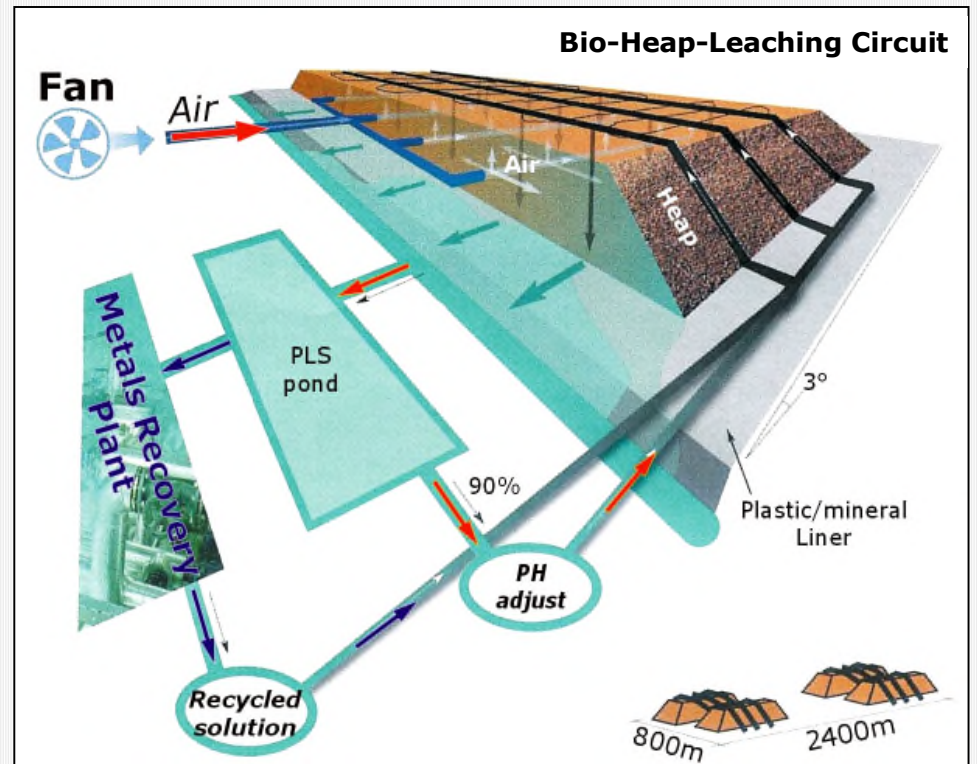 Bio-Heap-Leaching Circuit
Fan
Air
Air
Heap
PLS
pond
Metals Recovery
Plant
3º
90%
Plastic/mineral
Liner
PH
adjust
Recycled
solution
800m
2400m